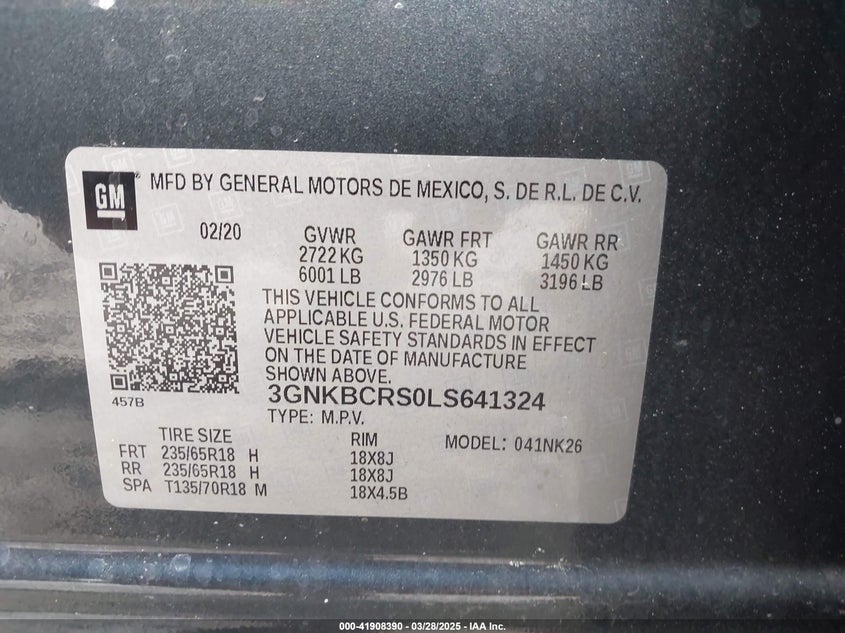 GM ® MFD BY GENERAL MOTORS DE MEXICO, S. DE R.L. DE C.V.
02/20 GVWR GAWR FRT GAWR RR
2722 KG 1350 KG 1450 KG
6001 LB 2976 LB 3196 LB
THIS VEHICLE CONFORMS TO ALL
APPLICABLE U.S. FEDERAL MOTOR
VEHICLE SAFETY STANDARDS IN EFFECT
ON THE DATE OF MANUFACTURE
SHOWN ABOVE.
457B 3GNKBCRS0LS641324
TYPE: M.P.V.
TIRE SIZE RIM MODEL: 041NK26
FRT 235/65R18 H 18X8J
RR 235/65R18 H 18X8J
SPA T135/70R18 M 18X4.5B
000-41908390 - 03/28/2025 - IAA Inc.